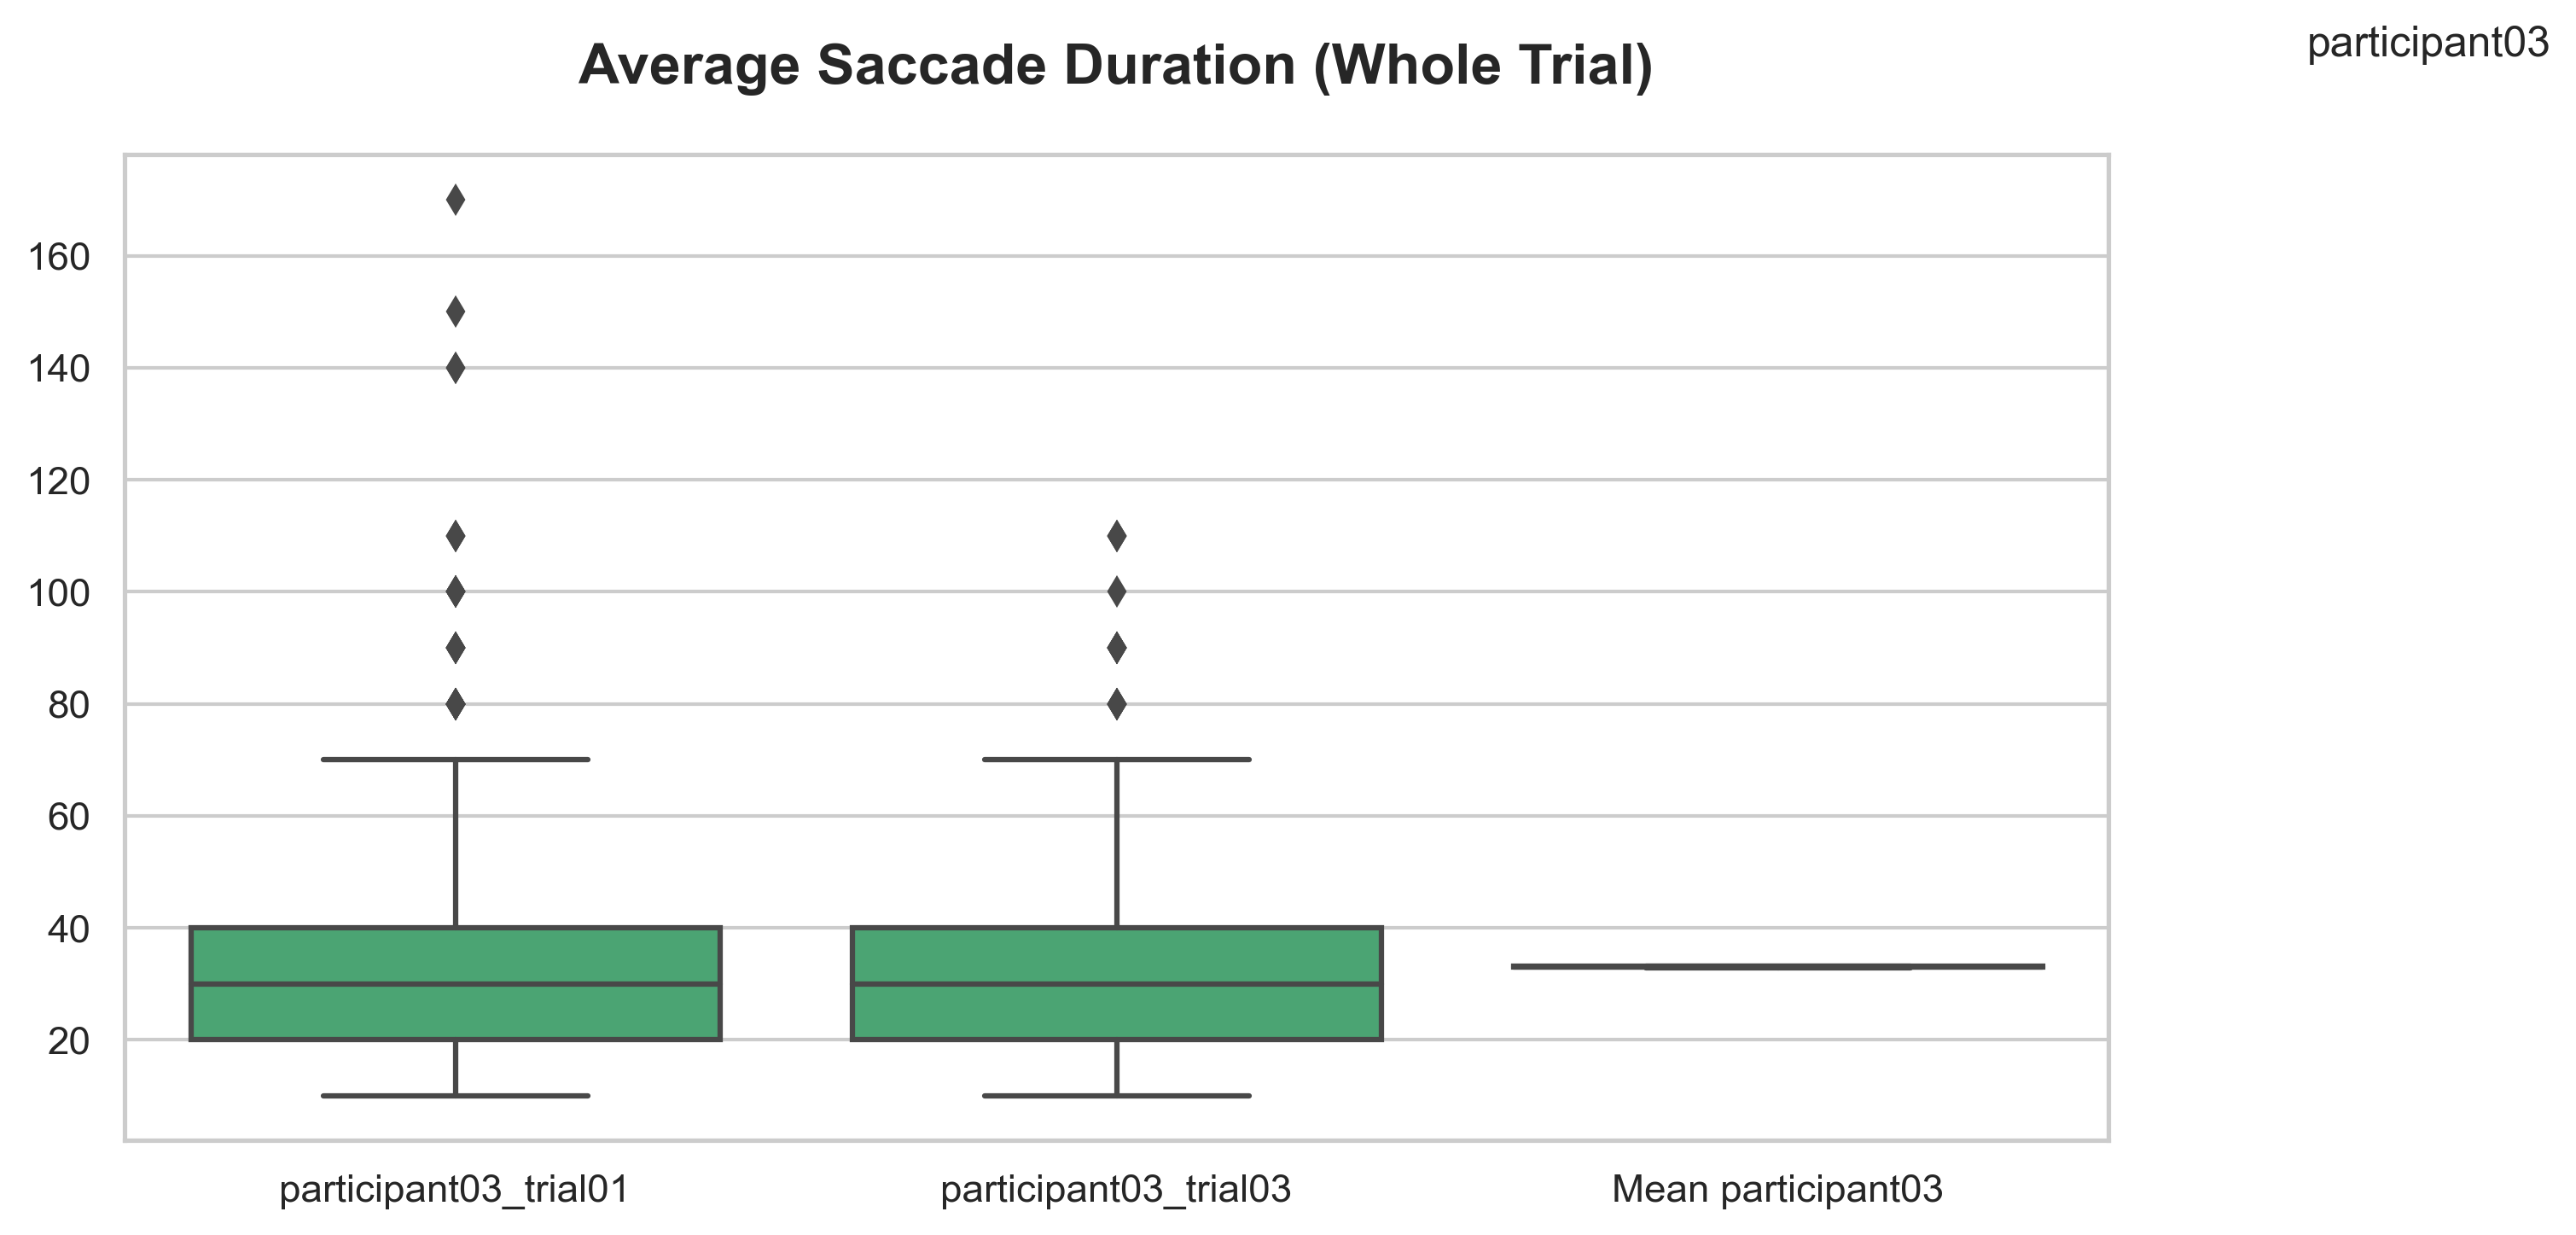 participant03
Average Saccade Duration (Whole Trial)
160
140
120
100
80
60
40
20
participant03_trial01
participant03_trial03
Mean participant03